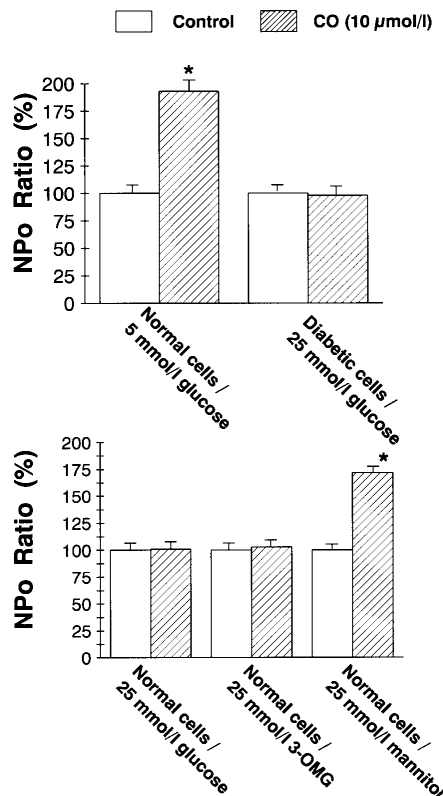 Control CO (10 µmol/l)
NPo Ratio (%)
200
175
150
125
100
75
50
25
0
*
Normal cells /
5 mmol/l glucose
Diabetic cells /
25 mmol/l glucose
NPo Ratio (%)
200
175
150
125
100
75
50
25
0
*
Normal cells /
25 mmol/l glucose
Normal cells /
25 mmol/l 3-OMG
Normal cells /
25 mmol/l mannitol